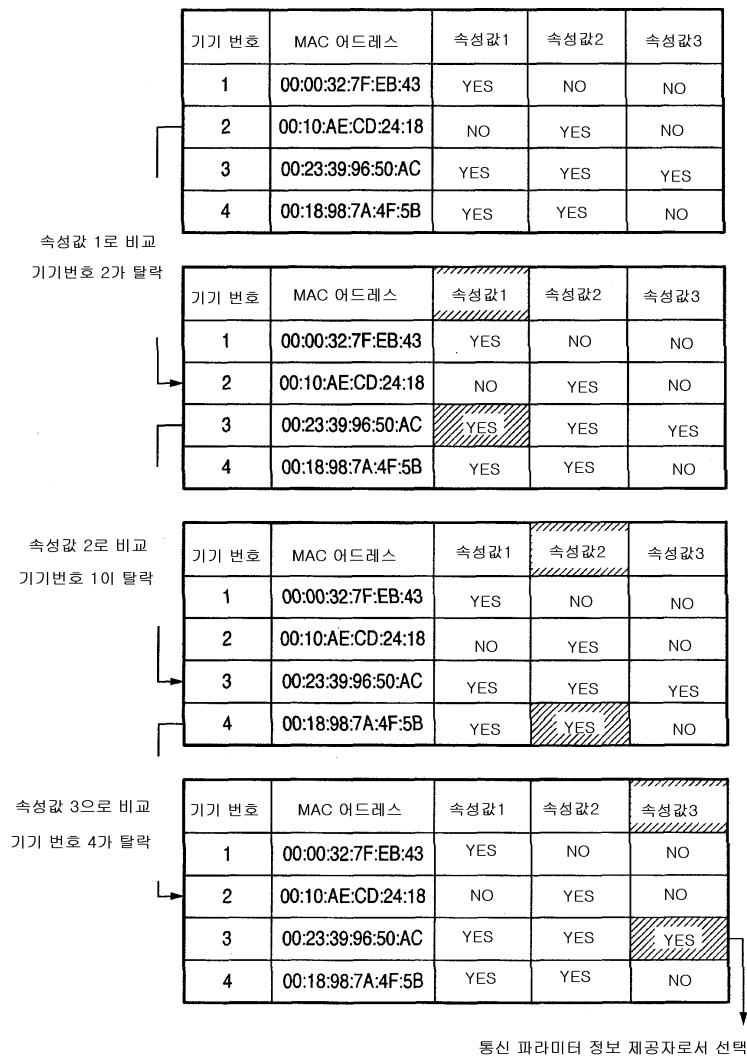 기기 번호 MAC 어드레스 속성값1 속성값2 속성값3
1 00:00:32:7F:EB:43 YES NO NO
2 00:10:AE:CD:24:18 NO YES NO
3 00:23:39:96:50:AC YES YES YES
4 00:18:98:7A:4F:5B YES YES NO
속성값 1로 비교
기기번호 2가 탈락
기기 번호 MAC 어드레스 속성값1 속성값2 속성값3
1 00:00:32:7F:EB:43 YES NO NO
2 00:10:AE:CD:24:18 NO YES NO
3 00:23:39:96:50:AC YES YES YES
4 00:18:98:7A:4F:5B YES YES NO
속성값 2로 비교
기기번호 1이 탈락
기기 번호 MAC 어드레스 속성값1 속성값2 속성값3
1 00:00:32:7F:EB:43 YES NO NO
2 00:10:AE:CD:24:18 NO YES NO
3 00:23:39:96:50:AC YES YES YES
4 00:18:98:7A:4F:5B YES YES NO
속성값 3으로 비교
기기 번호 4가 탈락
기기 번호 MAC 어드레스 속성값1 속성값2 속성값3
1 00:00:32:7F:EB:43 YES NO NO
2 00:10:AE:CD:24:18 NO YES NO
3 00:23:39:96:50:AC YES YES YES
4 00:18:98:7A:4F:5B YES YES NO
통신 파라미터 정보 제공자로서 선택